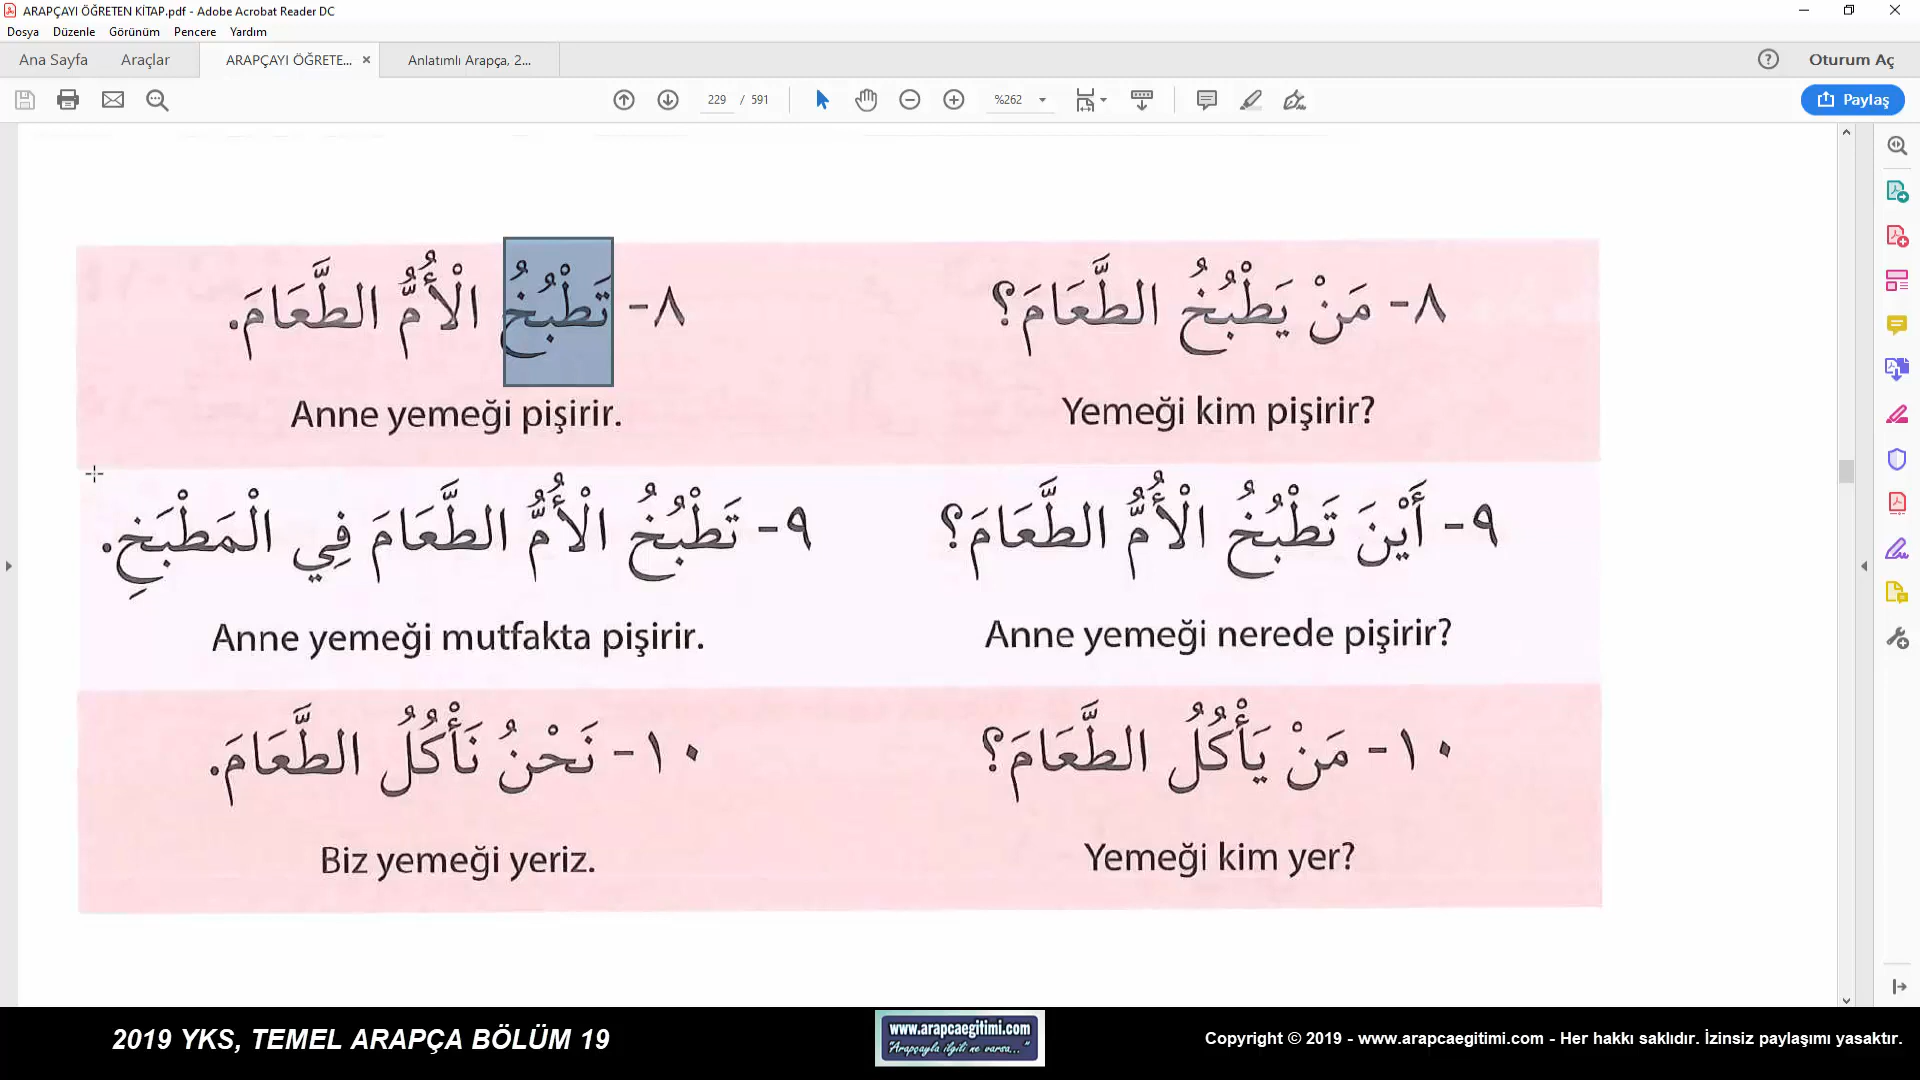 ARAPÇAYI ÖĞRETEN KİTAP.pdf - Adobe Acrobat Reader DC
Dosya Düzenle Görünüm Pencere Yardım
Ana Sayfa Araçlar ARAPÇAYI ÖĞRETE... Anlatımlı Arapça, 2... Oturum Aç
229 / 591 %262 Paylaş
٨- مَنْ يَطْبُخُ الطَّعَامَ؟ ٨- تَطْبُخُ الْأُمُّ الطَّعَامَ.
Anne yemeği pişirir. Yemeği kim pişirir?
٩- أَيْنَ تَطْبُخُ الْأُمُّ الطَّعَامَ؟ ٩- تَطْبُخُ الْأُمُّ الطَّعَامَ فِي الْمَطْبَخِ.
Anne yemeği mutfakta pişirir. Anne yemeği nerede pişirir?
١٠- مَنْ يَأْكُلُ الطَّعَامَ؟ ١٠- نَحْنُ نَأْكُلُ الطَّعَامَ.
Biz yemeği yeriz. Yemeği kim yer?
2019 YKS, TEMEL ARAPÇA BÖLÜM 19
www.arapcaegitimi.com
"Arapçayla ilgili ne varsa..."
Copyright © 2019 - www.arapcaegitimi.com - Her hakkı saklıdır. İzinsiz paylaşımı yasaktır.